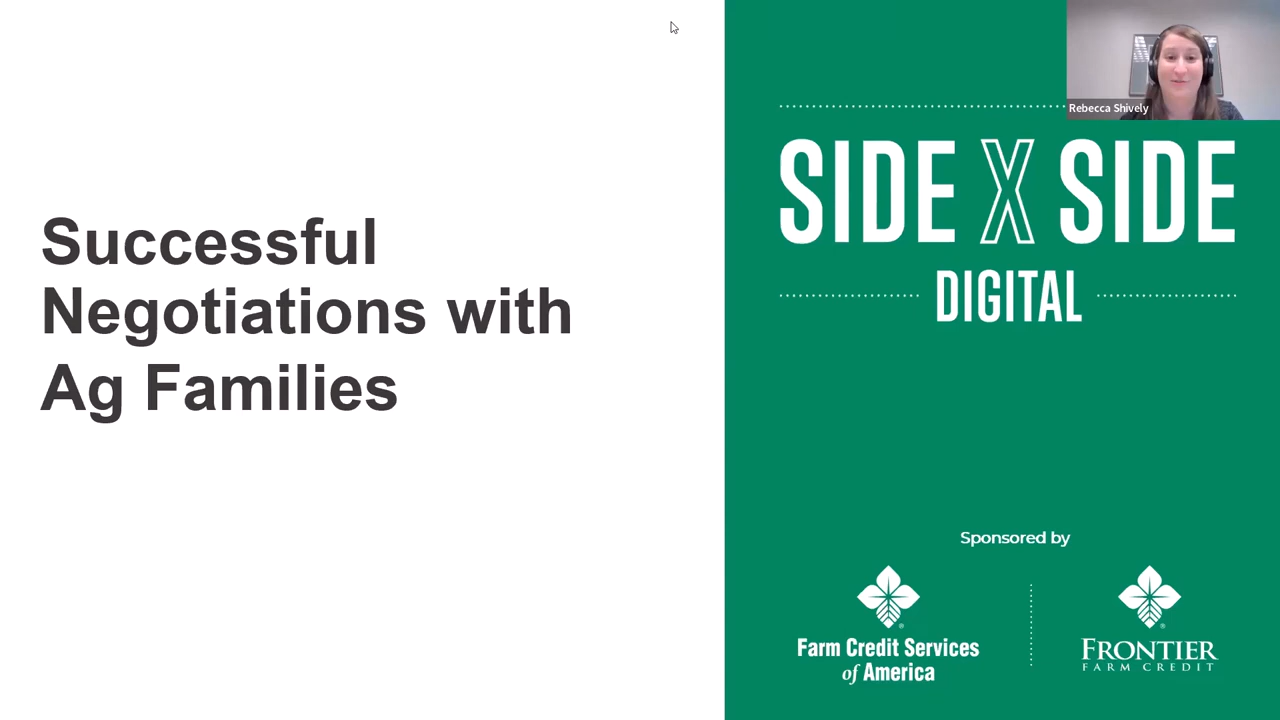 Successful
Negotiations with
Ag Families
Rebecca Shively
SIDE X SIDE
DIGITAL
Sponsored by
Farm Credit Services
of America
FRONTIER
FARM CREDIT